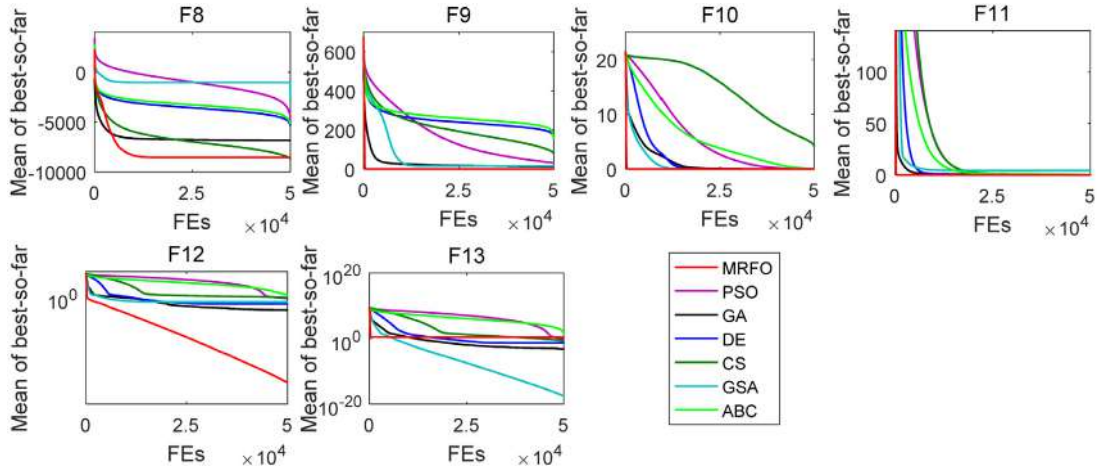 F8
Mean of best-so-far
0
-5000
-10000
0
2.5
5
FEs
× 10^4
F9
Mean of best-so-far
600
400
200
0
0
2.5
5
FEs
× 10^4
F10
Mean of best-so-far
20
10
0
0
2.5
5
FEs
× 10^4
F11
Mean of best-so-far
100
50
0
0
2.5
5
FEs
× 10^4
F12
Mean of best-so-far
10^0
0
2.5
5
FEs
× 10^4
F13
Mean of best-so-far
10^20
10^0
10^-20
0
2.5
5
FEs
× 10^4
MRFO
PSO
GA
DE
CS
GSA
ABC